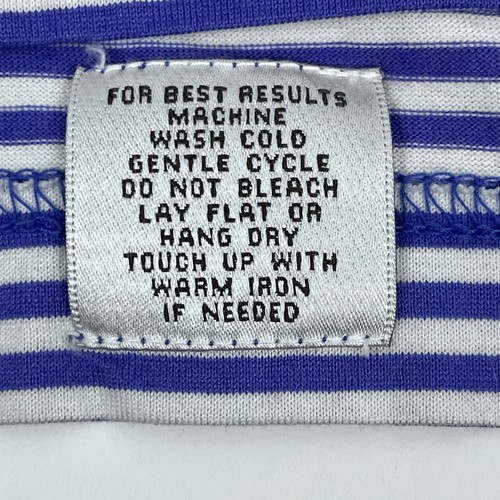 FOR BEST RESULTS
MACHINE
WASH COLD
GENTLE CYCLE
DO NOT BLEACH
LAY FLAT OR
HANG DRY
TOUCH UP WITH
WARM IRON
IF NEEDED